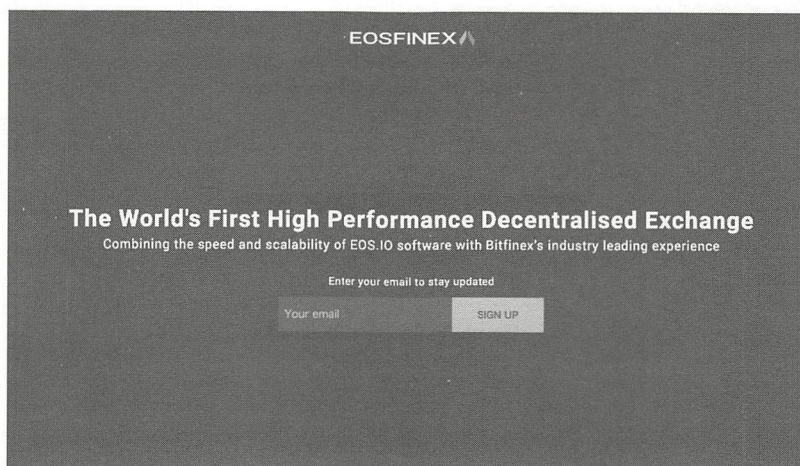 EOSFINEX
The World's First High Performance Decentralised Exchange
Combining the speed and scalability of EOS.IO software with Bitfinex's industry leading experience
Enter your email to stay updated
Your email
SIGN UP